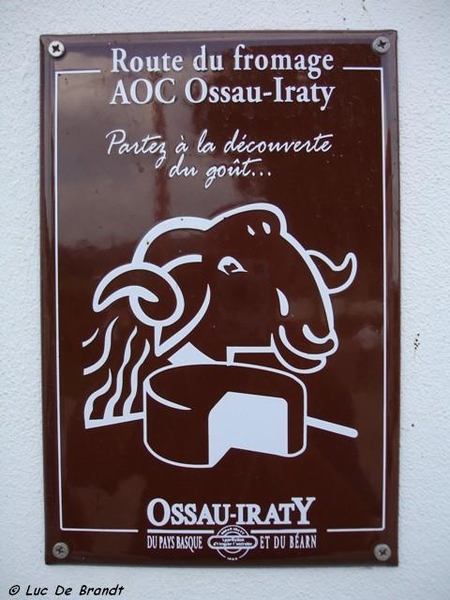 Route du fromage
AOC Ossau-Iraty
Partez à la découverte
du goût...
OSSAU-IRATY
DU PAYS BASQUE ET DU BÉARN
© Luc De Brandt